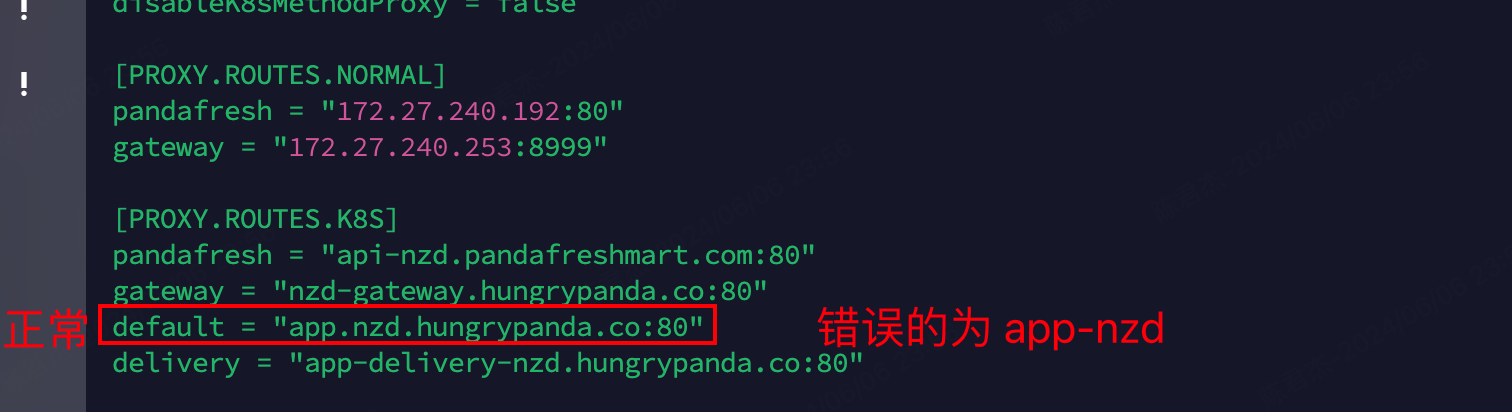 disableK8sMethodProxy = false
[PROXY.ROUTES.NORMAL]
pandafresh = "172.27.240.192:80"
gateway = "172.27.240.253:8999"
[PROXY.ROUTES.K8S]
pandafresh = "api-nzd.pandafreshmart.com:80"
gateway = "nzd-gateway.hungrypanda.co:80"
正常 default = "app.nzd.hungrypanda.co:80" 错误的为 app-nzd
delivery = "app-delivery-nzd.hungrypanda.co:80"